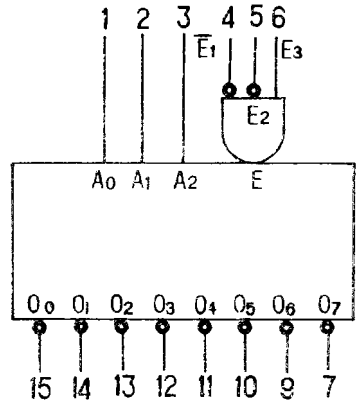 1 2 3 4 5 6
E̅₁ E₃
E₂
A₀ A₁ A₂ E
O₀ O₁ O₂ O₃ O₄ O₅ O₆ O₇
15 14 13 12 11 10 9 7